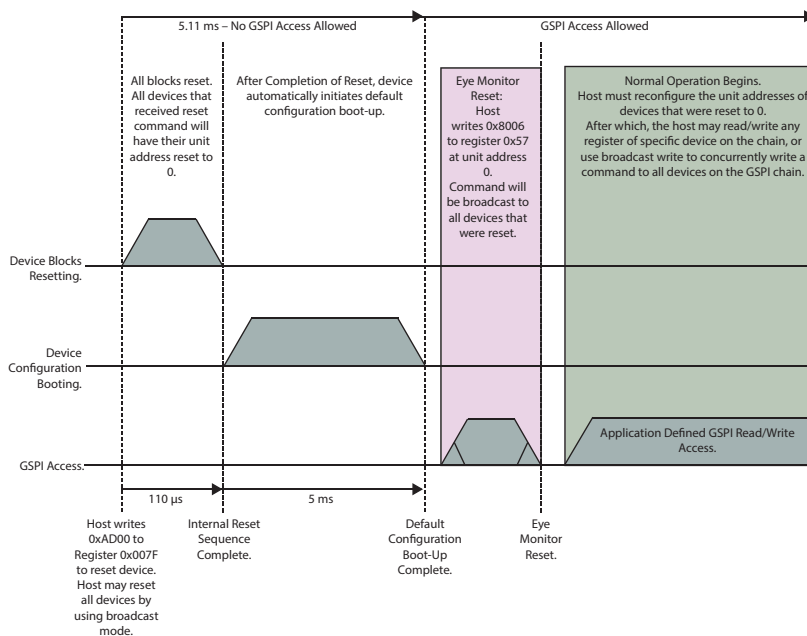 5.11 ms – No GSPI Access Allowed
GSPI Access Allowed
All blocks reset.
All devices that
received reset
command will
have their unit
address reset to
0.
After Completion of Reset, device
automatically initiates default
configuration boot-up.
Eye Monitor
Reset:
Host
writes 0x8006
to register 0x57
at unit address
0.
Command will
be broadcast to
all devices that
were reset.
Normal Operation Begins.
Host must reconfigure the unit addresses of
devices that were reset to 0.
After which, the host may read/write any
register of specific device on the chain, or
use broadcast write to concurrently write a
command to all devices on the GSPI chain.
Device Blocks
Resetting.
Device
Configuration
Booting.
Application Defined GSPI Read/Write
Access.
GSPI Access.
110 µs
5 ms
Host writes
0xAD00 to
Register 0x007F
to reset device.
Host may reset
all devices by
using broadcast
mode.
Internal Reset
Sequence
Complete.
Default
Configuration
Boot-Up
Complete.
Eye
Monitor
Reset.